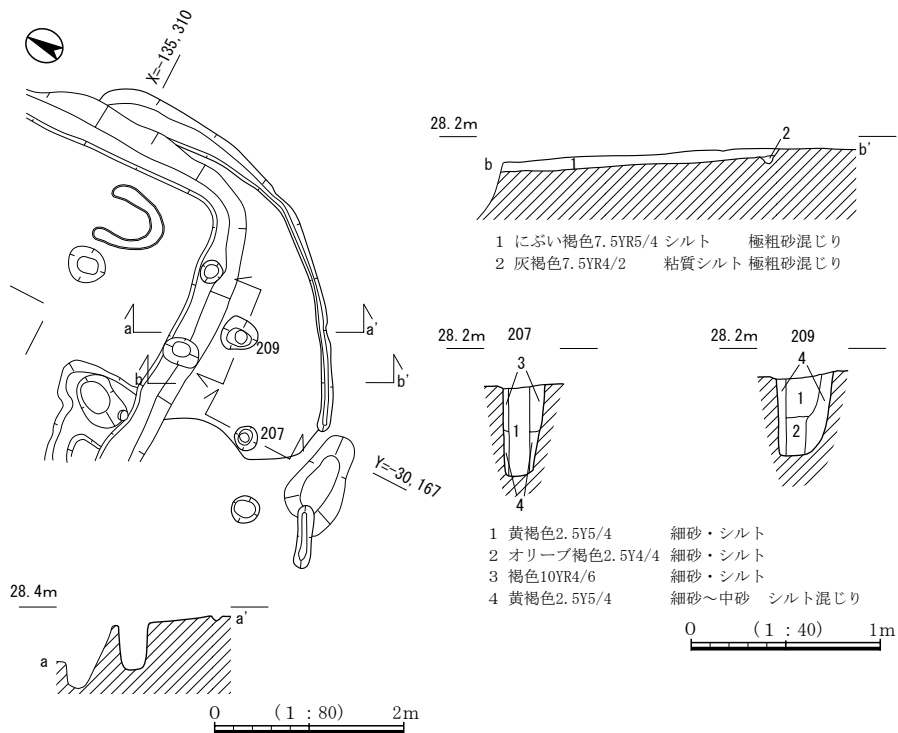 X=-135,310
28.2m
2
b
1
b'
1 にぶい褐色7.5YR5/4 シルト 極粗砂混じり
2 灰褐色7.5YR4/2 粘質シルト 極粗砂混じり
a
a'
209
b
b'
207
Y=-30,167
28.2m 207
3
1
4
28.2m 209
4
1
2
1 黄褐色2.5Y5/4 細砂・シルト
2 オリーブ褐色2.5Y4/4 細砂・シルト
3 褐色10YR4/6 細砂・シルト
4 黄褐色2.5Y5/4 細砂～中砂 シルト混じり
0 (1:40) 1m
28.4m
a
a'
0 (1:80) 2m